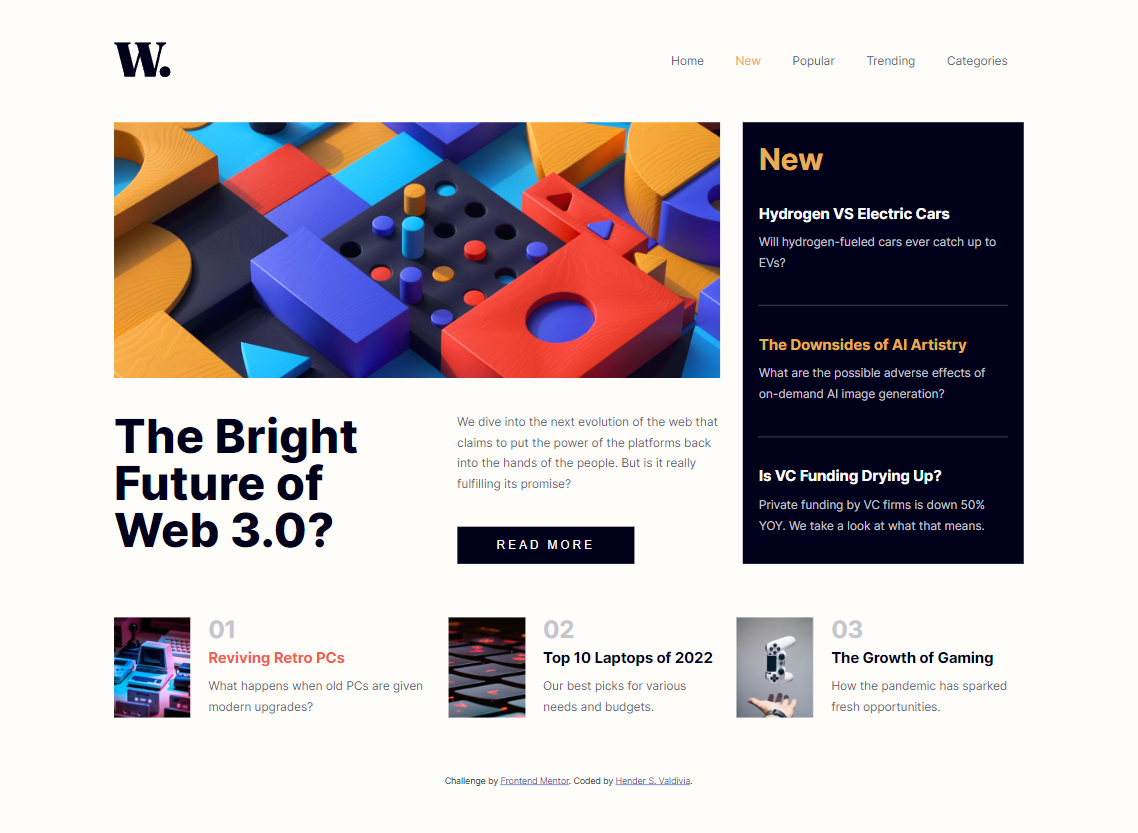 W.
Home New Popular Trending Categories
New
Hydrogen VS Electric Cars
Will hydrogen-fueled cars ever catch up to
EVs?
The Downsides of AI Artistry
What are the possible adverse effects of
on-demand AI image generation?
Is VC Funding Drying Up?
Private funding by VC firms is down 50%
YOY. We take a look at what that means.
The Bright
Future of
Web 3.0?
We dive into the next evolution of the web that
claims to put the power of the platforms back
into the hands of the people. But is it really
fulfilling its promise?
READ MORE
01
Reviving Retro PCs
What happens when old PCs are given
modern upgrades?
02
Top 10 Laptops of 2022
Our best picks for various
needs and budgets.
03
The Growth of Gaming
How the pandemic has sparked
fresh opportunities.
Challenge by Frontend Mentor. Coded by Hender S. Valdivia.